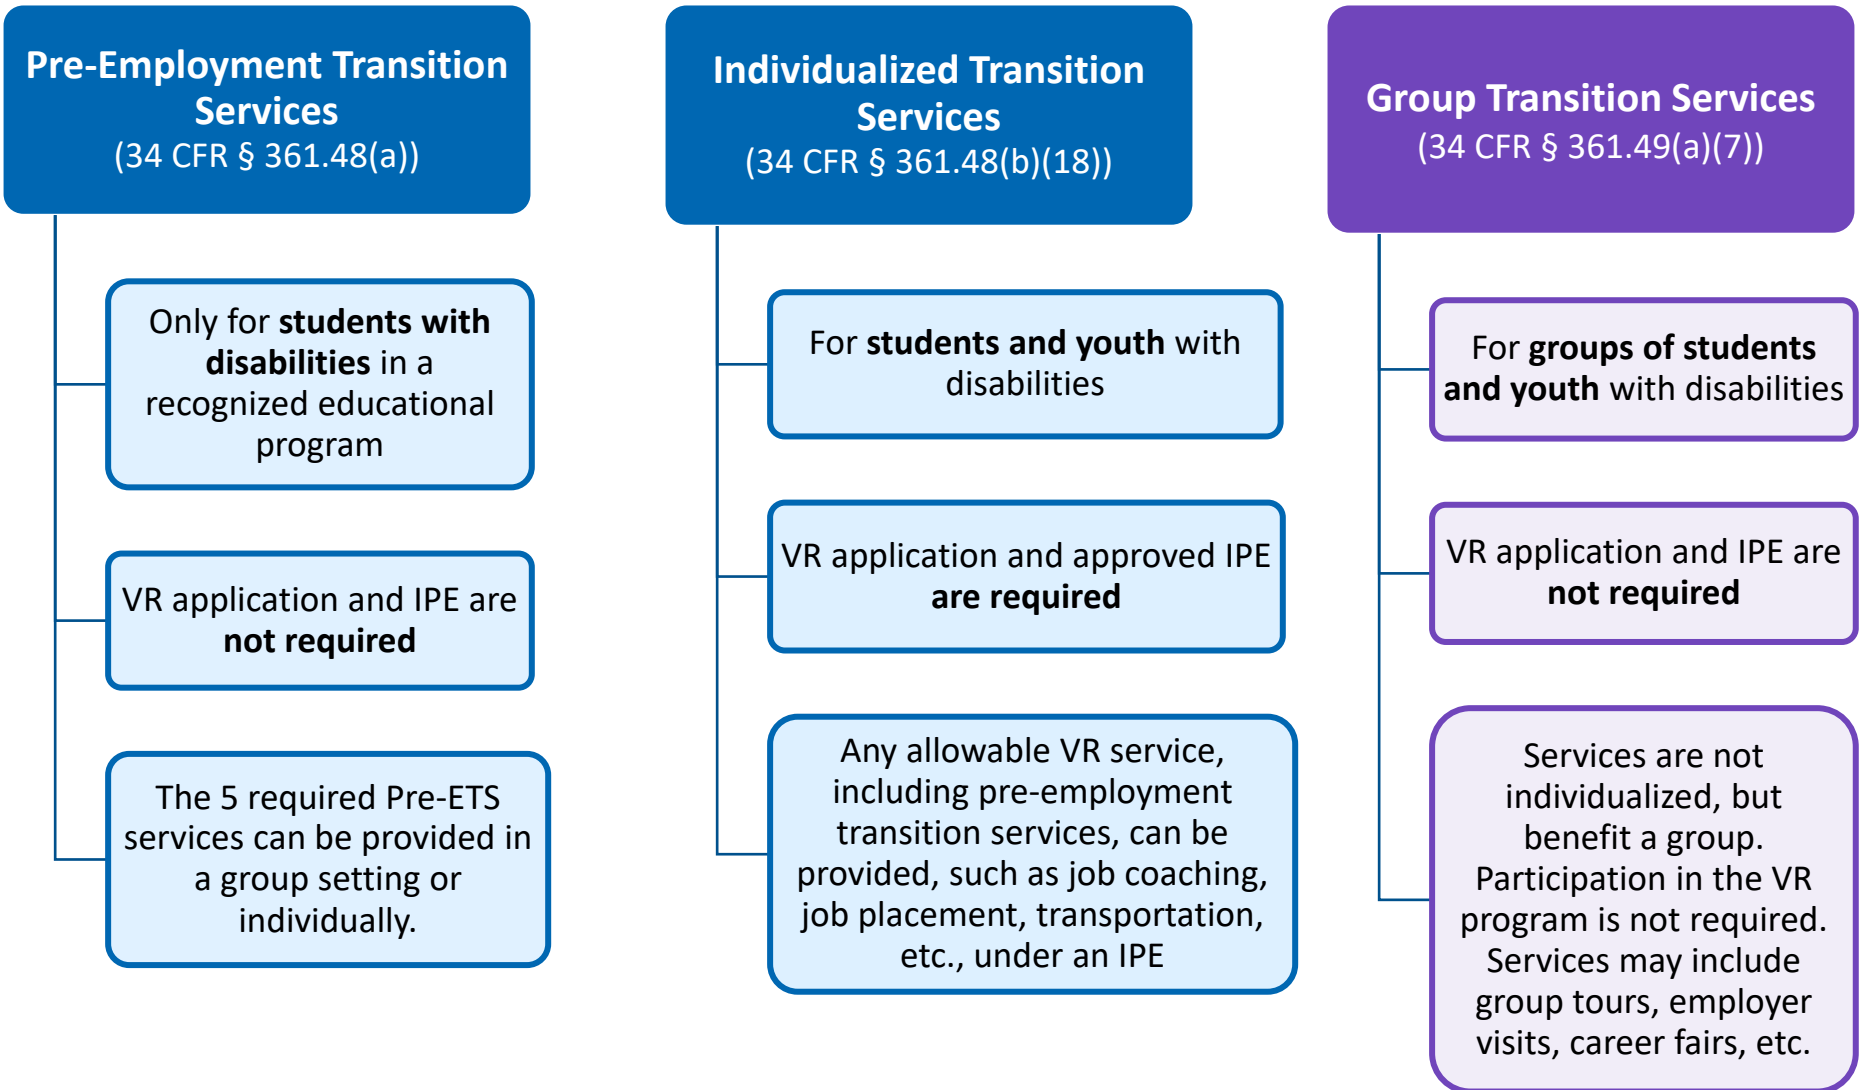 Pre-Employment Transition
Services
(34 CFR § 361.48(a))
Only for students with
disabilities in a
recognized educational
program
VR application and IPE are
not required
The 5 required Pre-ETS
services can be provided in
a group setting or
individually.
Individualized Transition
Services
(34 CFR § 361.48(b)(18))
For students and youth with
disabilities
VR application and approved IPE
are required
Any allowable VR service,
including pre-employment
transition services, can be
provided, such as job coaching,
job placement, transportation,
etc., under an IPE
Group Transition Services
(34 CFR § 361.49(a)(7))
For groups of students
and youth with disabilities
VR application and IPE are
not required
Services are not
individualized, but
benefit a group.
Participation in the VR
program is not required.
Services may include
group tours, employer
visits, career fairs, etc.